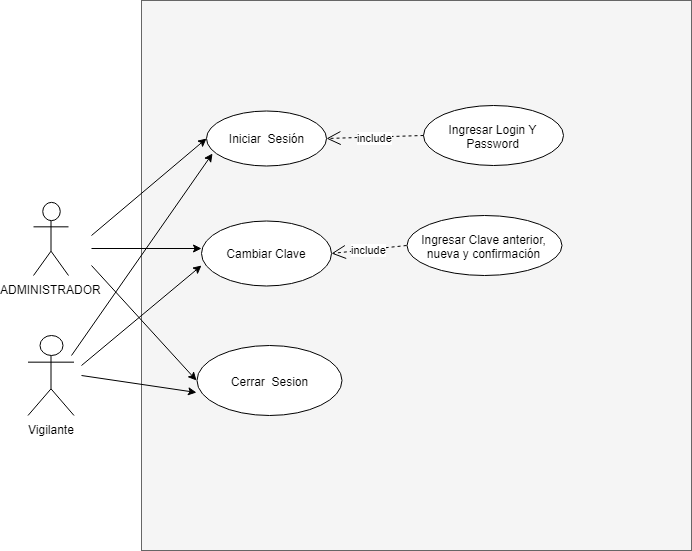 Iniciar Sesión
include
Ingresar Login Y
Password
ADMINISTRADOR
Cambiar Clave
include
Ingresar Clave anterior,
nueva y confirmación
Vigilante
Cerrar Sesion